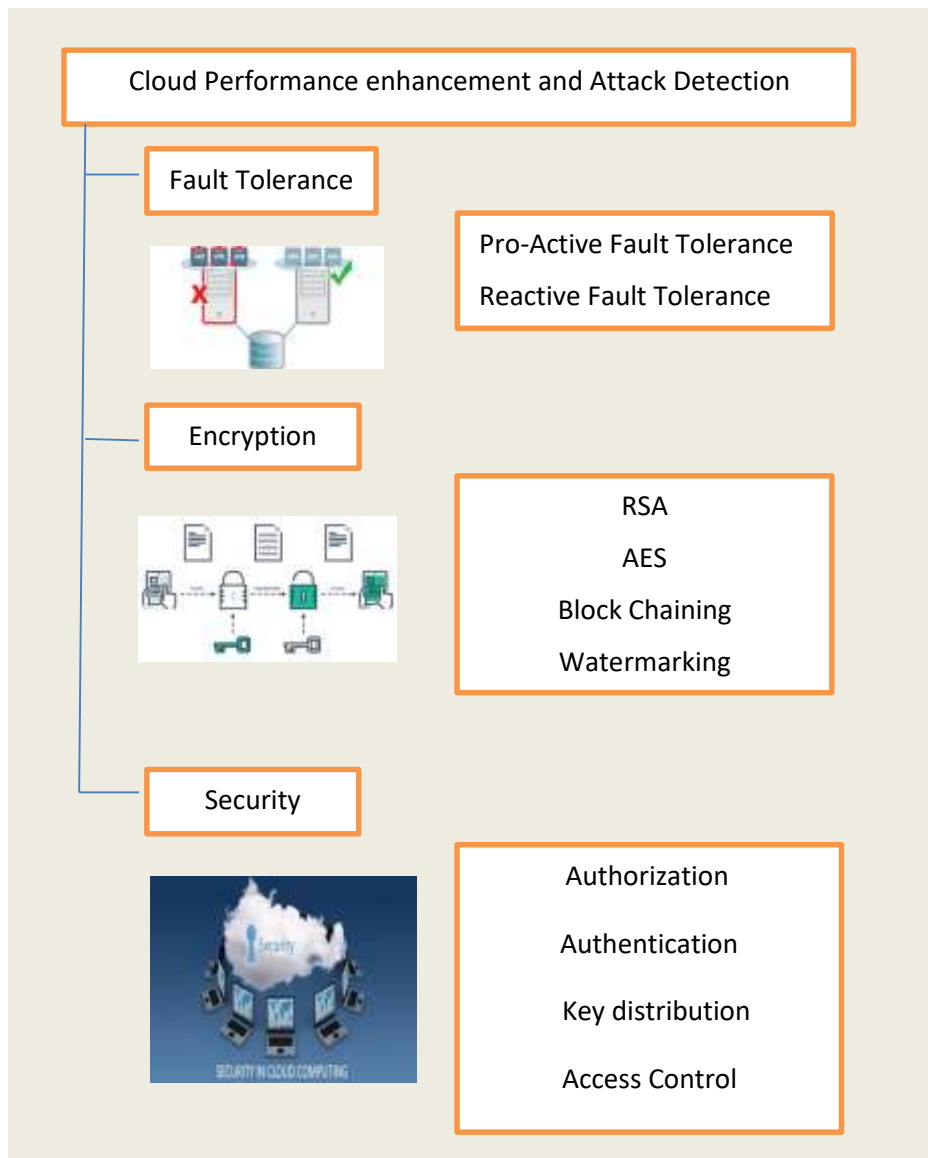 Cloud Performance enhancement and Attack Detection
Fault Tolerance
Pro-Active Fault Tolerance
Reactive Fault Tolerance
X
Encryption
RSA
AES
Block Chaining
Watermarking
Security
Authorization
Authentication
Key distribution
Access Control
Security
SECURITY IN CLOUD COMPUTING